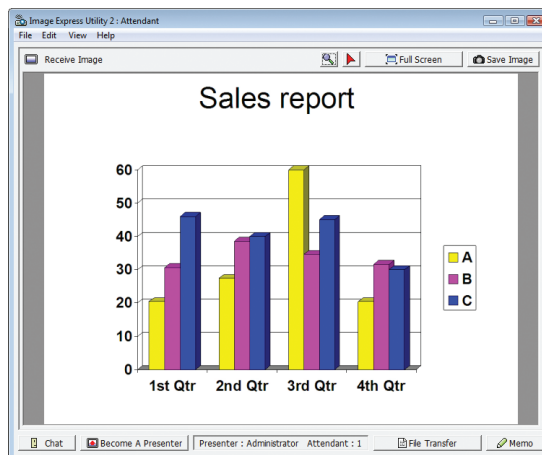 Image Express Utility 2 : Attendant
File Edit View Help
Receive Image Full Screen Save Image
Sales report
60
50
40
30
20
10
0
A
B
C
1st Qtr 2nd Qtr 3rd Qtr 4th Qtr
Chat Become A Presenter Presenter : Administrator Attendant : 1 File Transfer Memo